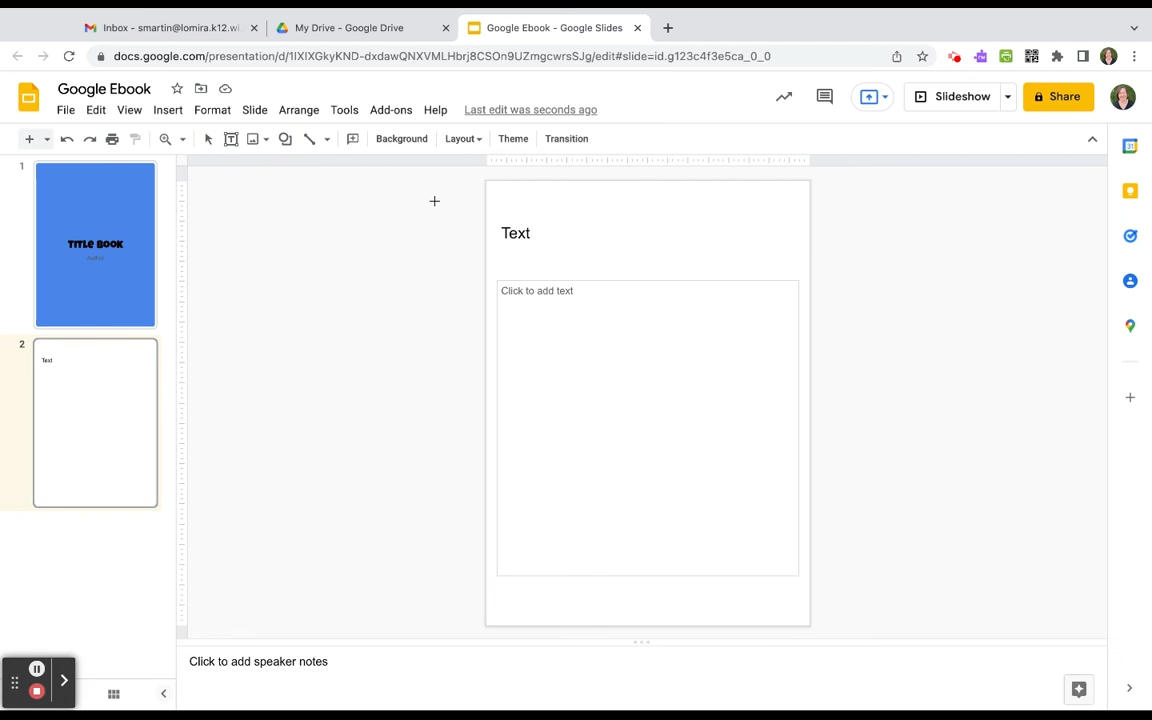 Inbox - smartin@lomira.k12.wi
My Drive - Google Drive
Google Ebook - Google Slides
docs.google.com/presentation/d/1IXIXGkyKND-dxdawQNXVMLHbrj8CSOn9UZmgcwrsSJg/edit#slide=id.g123c4f3e5ca_0_0
Google Ebook
File Edit View Insert Format Slide Arrange Tools Add-ons Help Last edit was seconds ago
Slideshow
Share
Background Layout Theme Transition
1
TITLE BOOK
Author
2
Text
Text
Click to add text
Click to add speaker notes
31